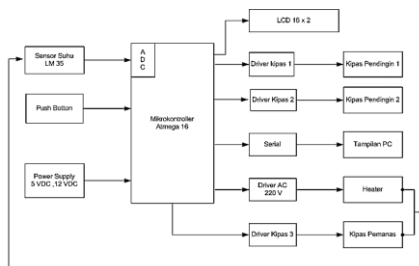 LCD 16 x 2
Sensor Suhu
LM 35
A
D
C
Driver Kipas 1
Kipas Pendingin 1
Push Botton
Driver Kipas 2
Kipas Pendingin 2
Mikrokontroller
Atmega 16
Serial
Tampilan PC
Power Supply
5 VDC ,12 VDC
Driver AC
220 V
Heater
Driver Kipas 3
Kipas Pemanas